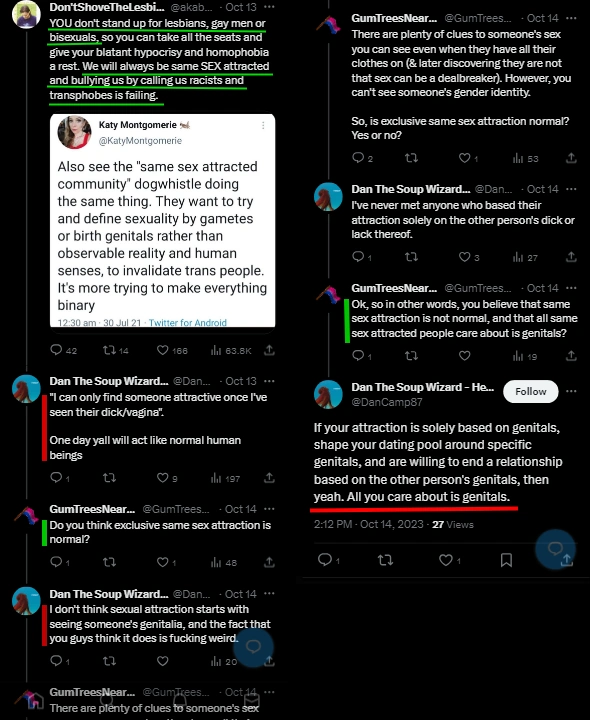 Don'tShoveTheLesbi... @akab... · Oct 13
YOU don't stand up for lesbians, gay men or
bisexuals, so you can take all the seats and
give your blatant hypocrisy and homophobia
a rest. We will always be same SEX attracted
and bullying us by calling us racists and
transphobes is failing.
Katy Montgomerie
@KatyMontgomerie
Also see the "same sex attracted
community" dogwhistle doing
the same thing. They want to try
and define sexuality by gametes
or birth genitals rather than
observable reality and human
senses, to invalidate trans people.
It's more trying to make everything
binary
12:30 am · 30 Jul 21 · Twitter for Android
42 14 166 63.8K
Dan The Soup Wizard... @Dan... · Oct 13
"I can only find someone attractive once I've
seen their dick/vagina".
One day yall will act like normal human
beings
1 9 197
GumTreesNear... @GumTrees... · Oct 14
Do you think exclusive same sex attraction is
normal?
1 1 48
Dan The Soup Wizard... @Dan... · Oct 14
I don't think sexual attraction starts with
seeing someone's genitalia, and the fact that
you guys think it does is fucking weird.
1 20
GumTreesNear... @GumTrees... · Oct 14
There are plenty of clues to someone's sex
GumTreesNear... @GumTrees... · Oct 14
There are plenty of clues to someone's sex
you can see even when they have all their
clothes on (& later discovering they are not
that sex can be a dealbreaker). However, you
can't see someone's gender identity.
So, is exclusive same sex attraction normal?
Yes or no?
2 1 53
Dan The Soup Wizard... @Dan... · Oct 14
I've never met anyone who based their
attraction solely on the other person's dick or
lack thereof.
1 3 27
GumTreesNear... @GumTrees... · Oct 14
Ok, so in other words, you believe that same
sex attraction is not normal, and that all same
sex attracted people care about is genitals?
1 19
Dan The Soup Wizard - He...
@DanCamp87
Follow
If your attraction is solely based on genitals,
shape your dating pool around specific
genitals, and are willing to end a relationship
based on the other person's genitals, then
yeah. All you care about is genitals.
2:12 PM · Oct 14, 2023 · 27 Views
1 1